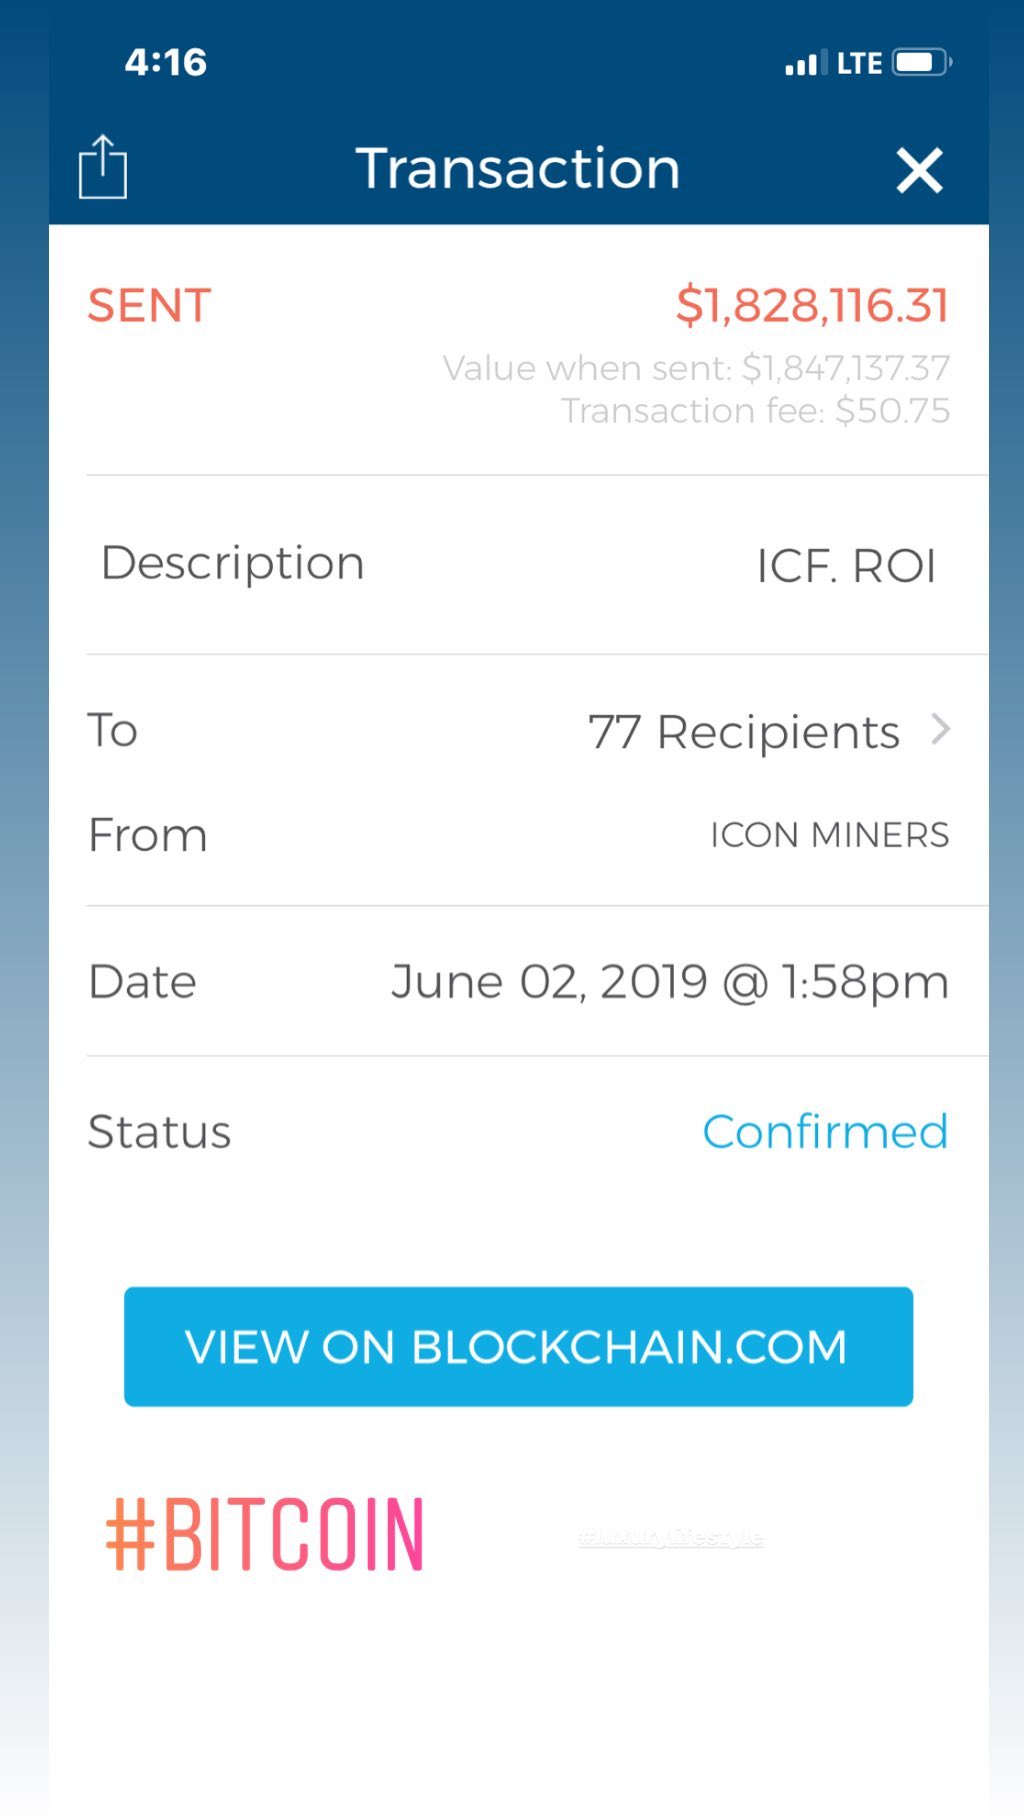 4:16
LTE
Transaction
SENT $1,828,116.31
Value when sent: $1,847,137.37
Transaction fee: $50.75
Description ICF. ROI
To 77 Recipients
From ICON MINERS
Date June 02, 2019 @ 1:58pm
Status Confirmed
VIEW ON BLOCKCHAIN.COM
#BITCOIN
#luxurylifestyle